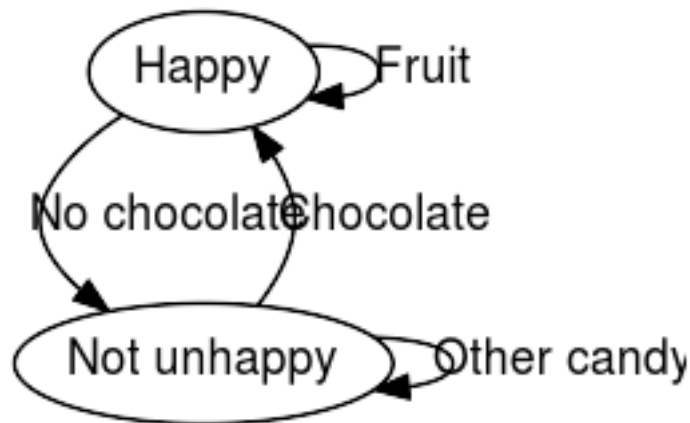 Happy
Fruit
No chocolate
Chocolate
Not unhappy
Other candy